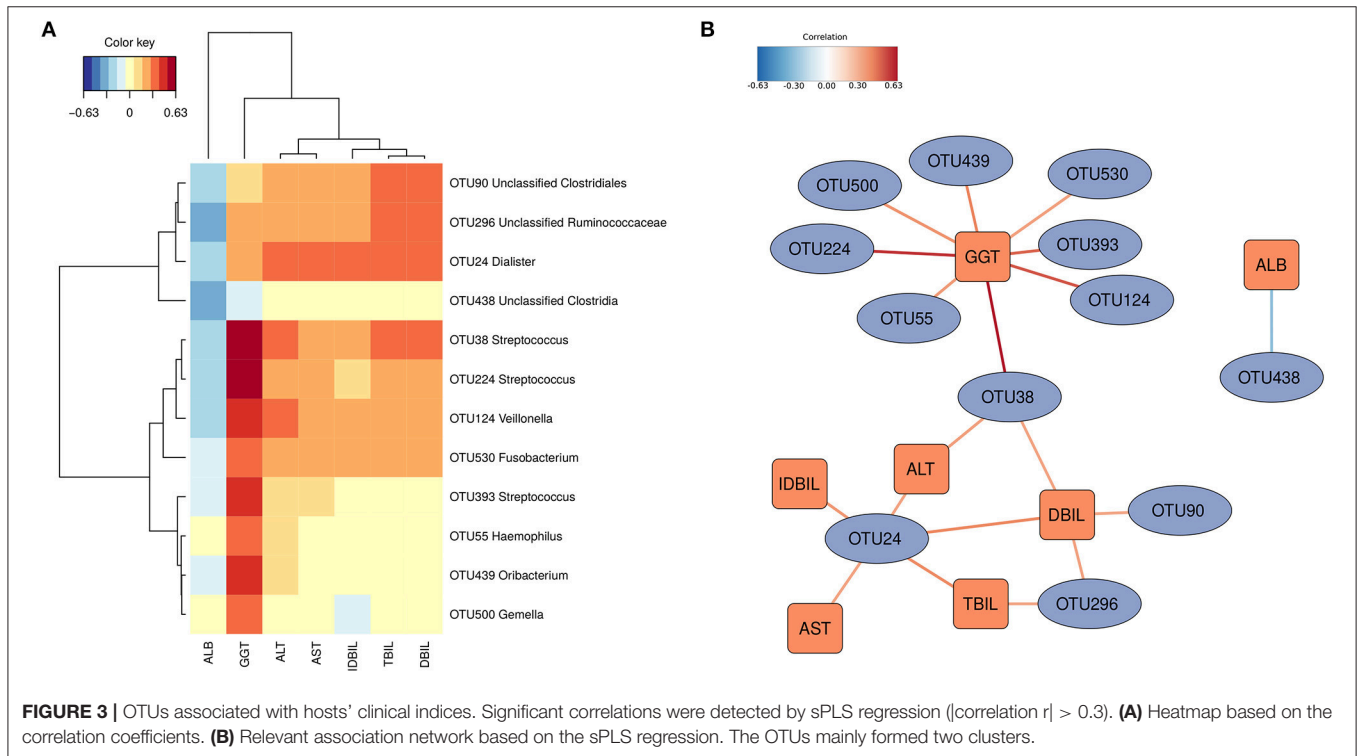 A
Color key
−0.63 0 0.63
OTU90 Unclassified Clostridiales
OTU296 Unclassified Ruminococcaceae
OTU24 Dialister
OTU438 Unclassified Clostridia
OTU38 Streptococcus
OTU224 Streptococcus
OTU124 Veillonella
OTU530 Fusobacterium
OTU393 Streptococcus
OTU55 Haemophilus
OTU439 Oribacterium
OTU500 Gemella
ALB GGT ALT AST IDBIL TBIL DBIL
B
Correlation
-0.63 -0.30 0.00 0.30 0.63
OTU439
OTU530
OTU500
OTU224
GGT
OTU393
ALB
OTU124
OTU55
OTU438
OTU38
ALT
IDBIL
DBIL
OTU90
OTU24
TBIL
OTU296
AST
FIGURE 3 | OTUs associated with hosts' clinical indices. Significant correlations were detected by sPLS regression (|correlation r| > 0.3). (A) Heatmap based on the
correlation coefficients. (B) Relevant association network based on the sPLS regression. The OTUs mainly formed two clusters.